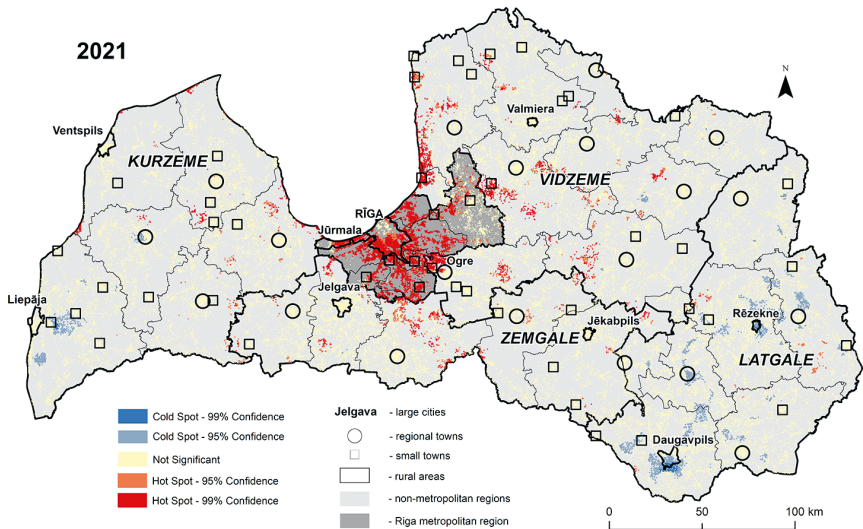 2021
N
Valmiera
Ventspils
KURZEME
VIDZEME
RĪGA
Jūrmala
Ogre
Jelgava
Liepāja
Jēkabpils
Rēzekne
ZEMGALE
LATGALE
Daugavpils
Cold Spot - 99% Confidence
Cold Spot - 95% Confidence
Not Significant
Hot Spot - 95% Confidence
Hot Spot - 99% Confidence
Jelgava - large cities
- regional towns
- small towns
- rural areas
- non-metropolitan regions
- Riga metropolitan region
0 50 100 km